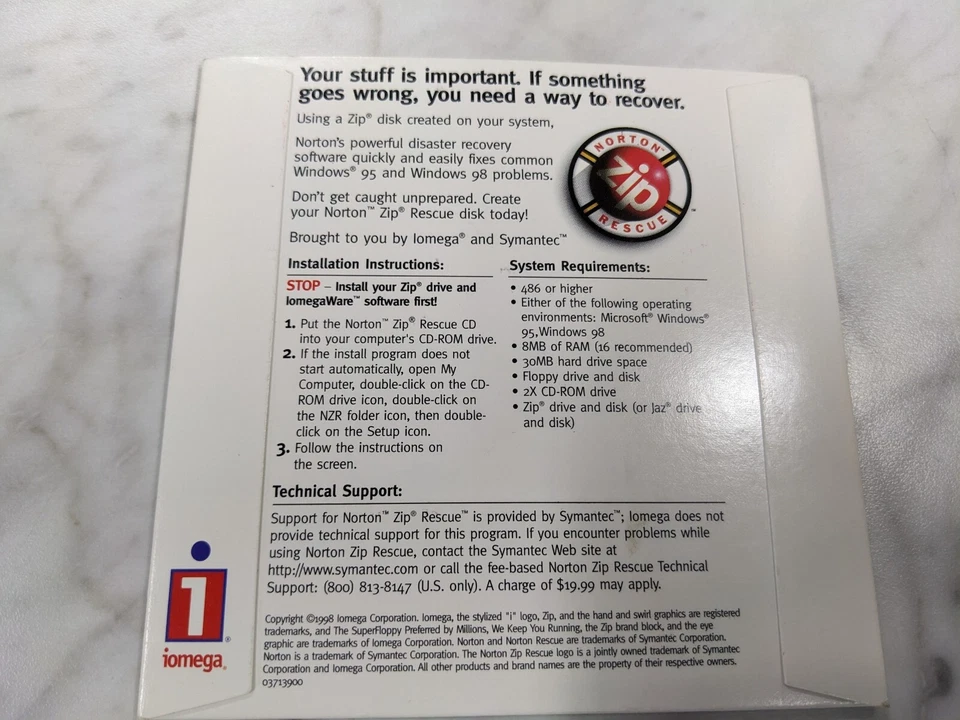 Your stuff is important. If something
goes wrong, you need a way to recover.
Using a Zip® disk created on your system,
Norton's powerful disaster recovery
software quickly and easily fixes common
Windows® 95 and Windows 98 problems.
Don't get caught unprepared. Create
your Norton™ Zip® Rescue disk today!
Brought to you by Iomega® and Symantec™
NORTON™
zip
RESCUE
™
Installation Instructions:
STOP – Install your Zip® drive and
IomegaWare™ software first!
1. Put the Norton™ Zip® Rescue CD
into your computer's CD-ROM drive.
2. If the install program does not
start automatically, open My
Computer, double-click on the CD-
ROM drive icon, double-click on
the NZR folder icon, then double-
click on the Setup icon.
3. Follow the instructions on
the screen.
System Requirements:
• 486 or higher
• Either of the following operating
environments: Microsoft® Windows®
95,Windows 98
• 8MB of RAM (16 recommended)
• 30MB hard drive space
• Floppy drive and disk
• 2X CD-ROM drive
• Zip® drive and disk (or Jaz® drive
and disk)
Technical Support:
Support for Norton™ Zip® Rescue™ is provided by Symantec™; Iomega does not
provide technical support for this program. If you encounter problems while
using Norton Zip Rescue, contact the Symantec Web site at
http://www.symantec.com or call the fee-based Norton Zip Rescue Technical
Support: (800) 813-8147 (U.S. only). A charge of $19.99 may apply.
Copyright ©1998 Iomega Corporation. Iomega, the stylized "i" logo, Zip, and the hand and swirl graphics are registered
trademarks, and The SuperFloppy Preferred by Millions, We Keep You Running, the Zip brand block, and the eye
graphic are trademarks of Iomega Corporation. Norton and Norton Rescue are trademarks of Symantec Corporation.
Norton is a trademark of Symantec Corporation. The Norton Zip Rescue logo is a jointly owned trademark of Symantec
Corporation and Iomega Corporation. All other products and brand names are the property of their respective owners.
03713900
®
iomega®